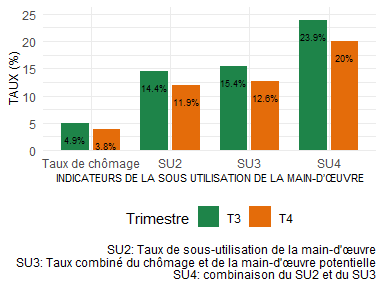 TAUX (%)
25
20
15
10
5
0
4.9%
3.8%
14.4%
11.9%
15.4%
12.6%
23.9%
20%
Taux de chômage
SU2
SU3
SU4
INDICATEURS DE LA SOUS UTILISATION DE LA MAIN-D'ŒUVRE
Trimestre T3 T4
SU2: Taux de sous-utilisation de la main-d'œuvre
SU3: Taux combiné du chômage et de la main-d'œuvre potentielle
SU4: combinaison du SU2 et du SU3